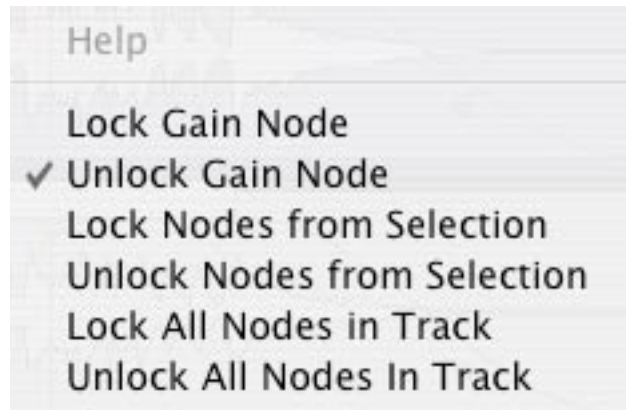 Help
Lock Gain Node
✓ Unlock Gain Node
Lock Nodes from Selection
Unlock Nodes from Selection
Lock All Nodes in Track
Unlock All Nodes In Track